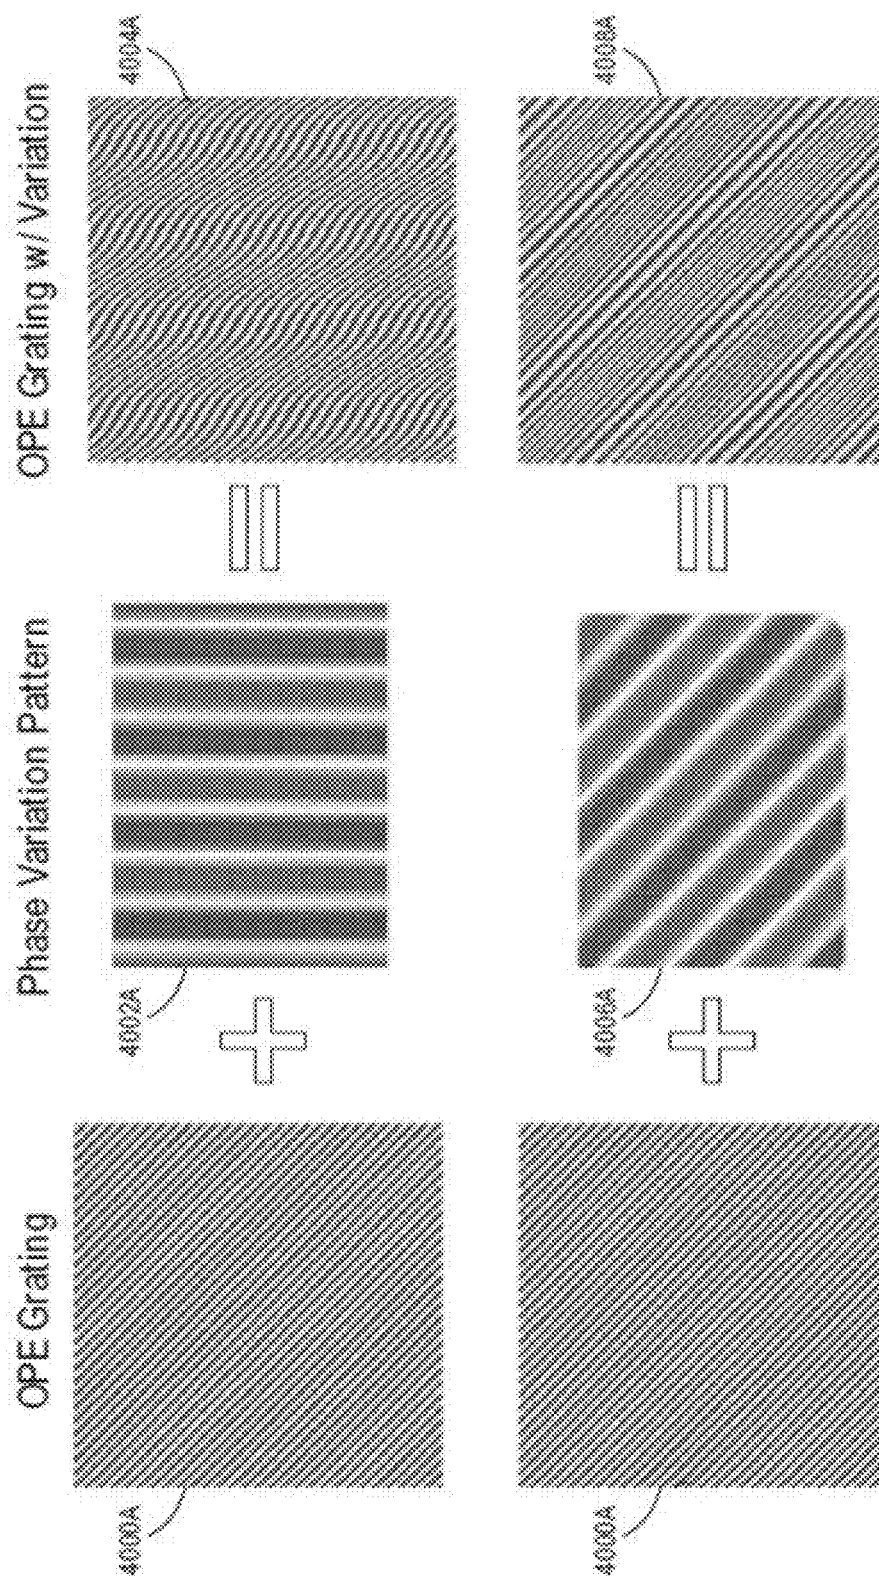 OPE Grating
Phase Variation Pattern
OPE Grating w/ Variation
4000A
4002A
4004A
4000A
4006A
4008A